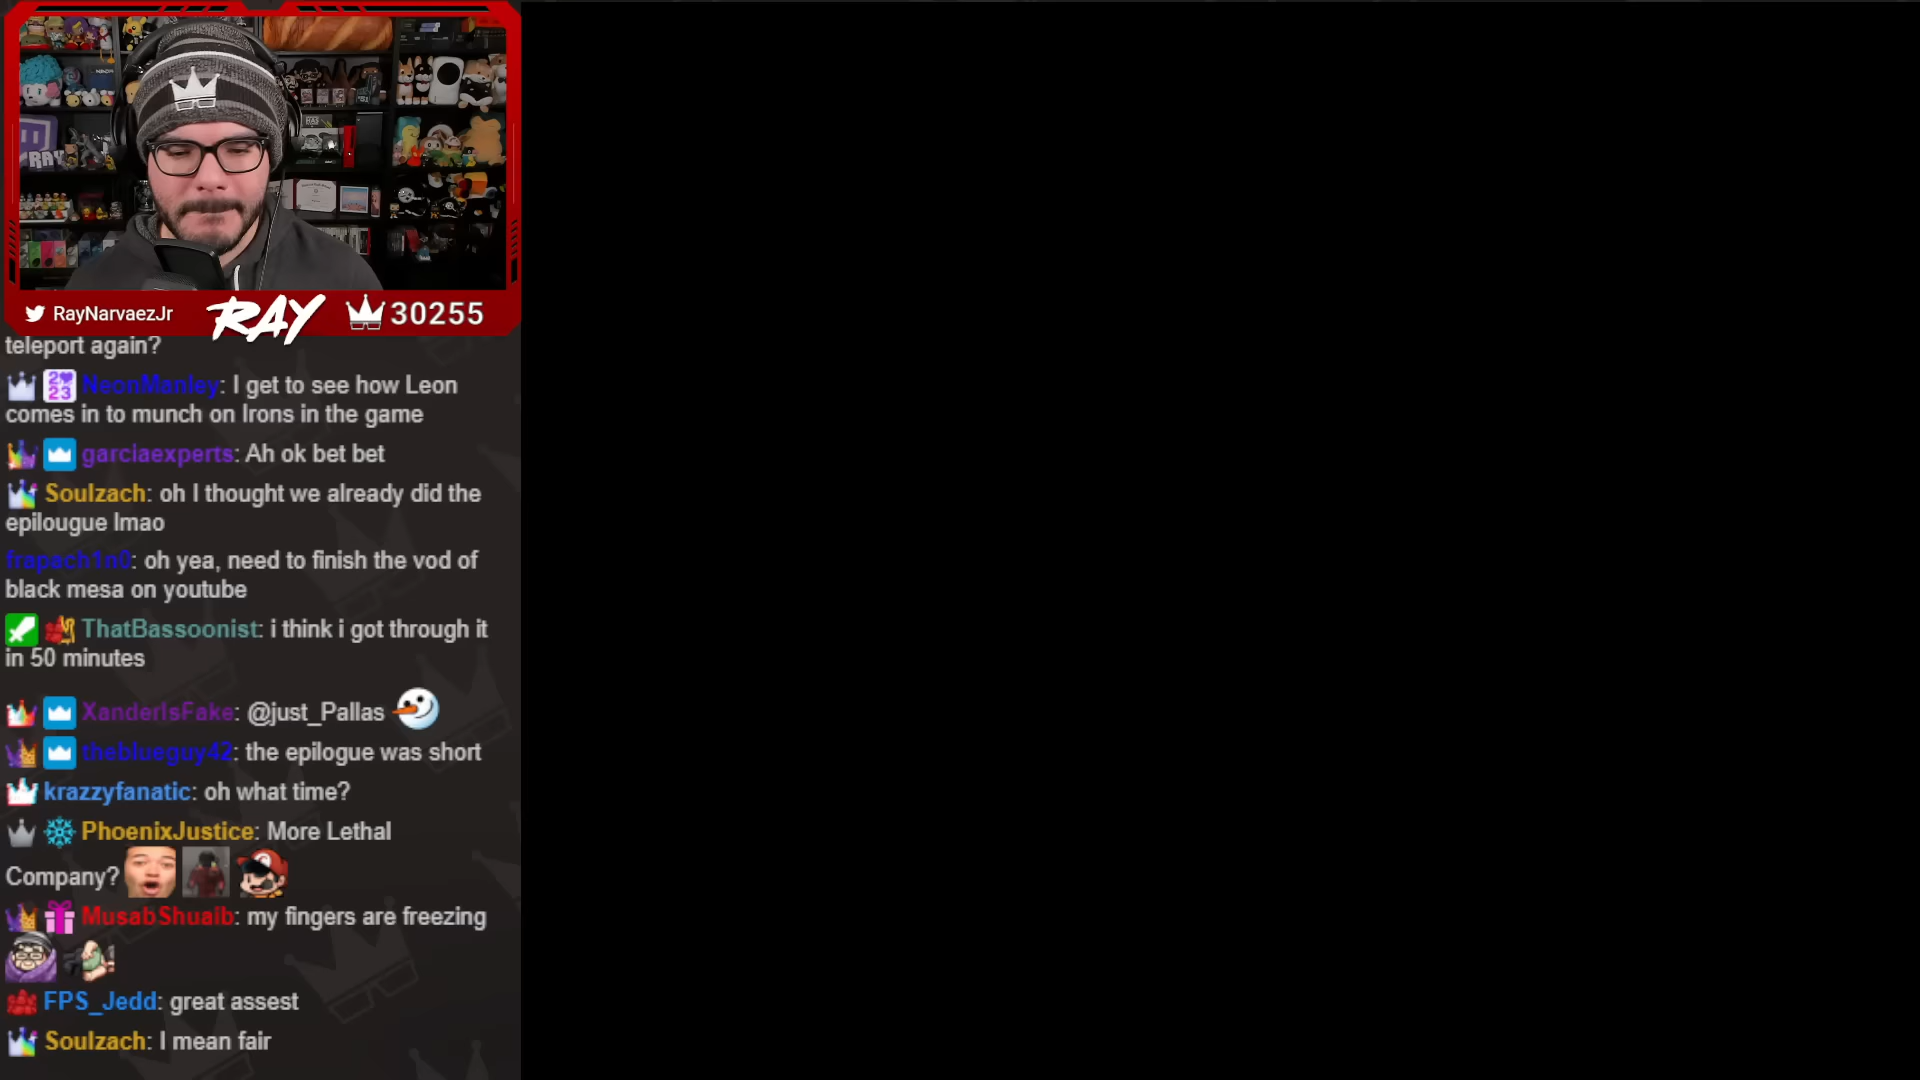 RayNarvaezJr RAY 30255
teleport again?
NeonManley: I get to see how Leon
comes in to munch on Irons in the game
garciaexperts: Ah ok bet bet
Soulzach: oh I thought we already did the
epilougue lmao
frapach1n0: oh yea, need to finish the vod of
black mesa on youtube
ThatBassoonist: i think i got through it
in 50 minutes
XanderIsFake: @just_Pallas
theblueguy42: the epilogue was short
krazzyfanatic: oh what time?
PhoenixJustice: More Lethal
Company?
MusabShuaib: my fingers are freezing
FPS_Jedd: great assest
Soulzach: I mean fair